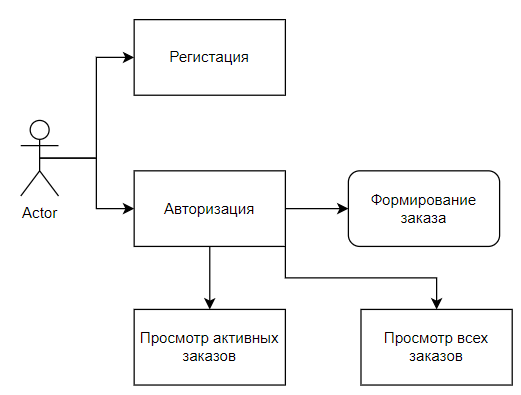 Регистация
Actor
Авторизация
Формирование
заказа
Просмотр активных
заказов
Просмотр всех
заказов